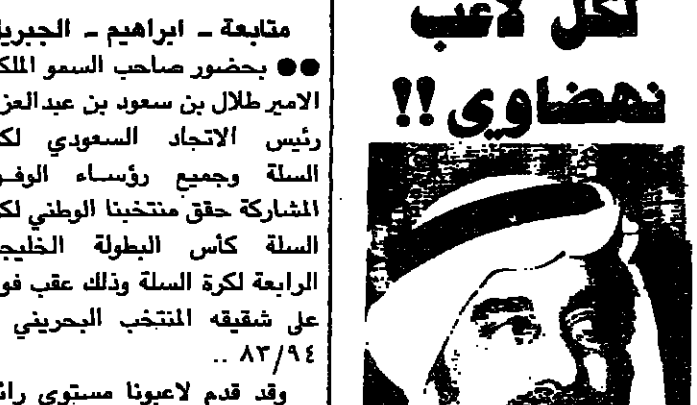 لكل لاعب
نهضاوي !!
متابعة - ابراهيم - الجبريل
●● بحضور صاحب السمو الملك
الامير طلال بن سعود بن عبدالعز
رئيس الاتحاد السعودي لك
السلة وجميع رؤساء الوفو
المشاركة حقق منتخبنا الوطني لك
السلة كأس البطولة الخليج
الرابعة لكرة السلة وذلك عقب فو
على شقيقه المنتخب البحريني
٨٣/٩٤ ..
وقد قدم لاعبونا مستوى رائ